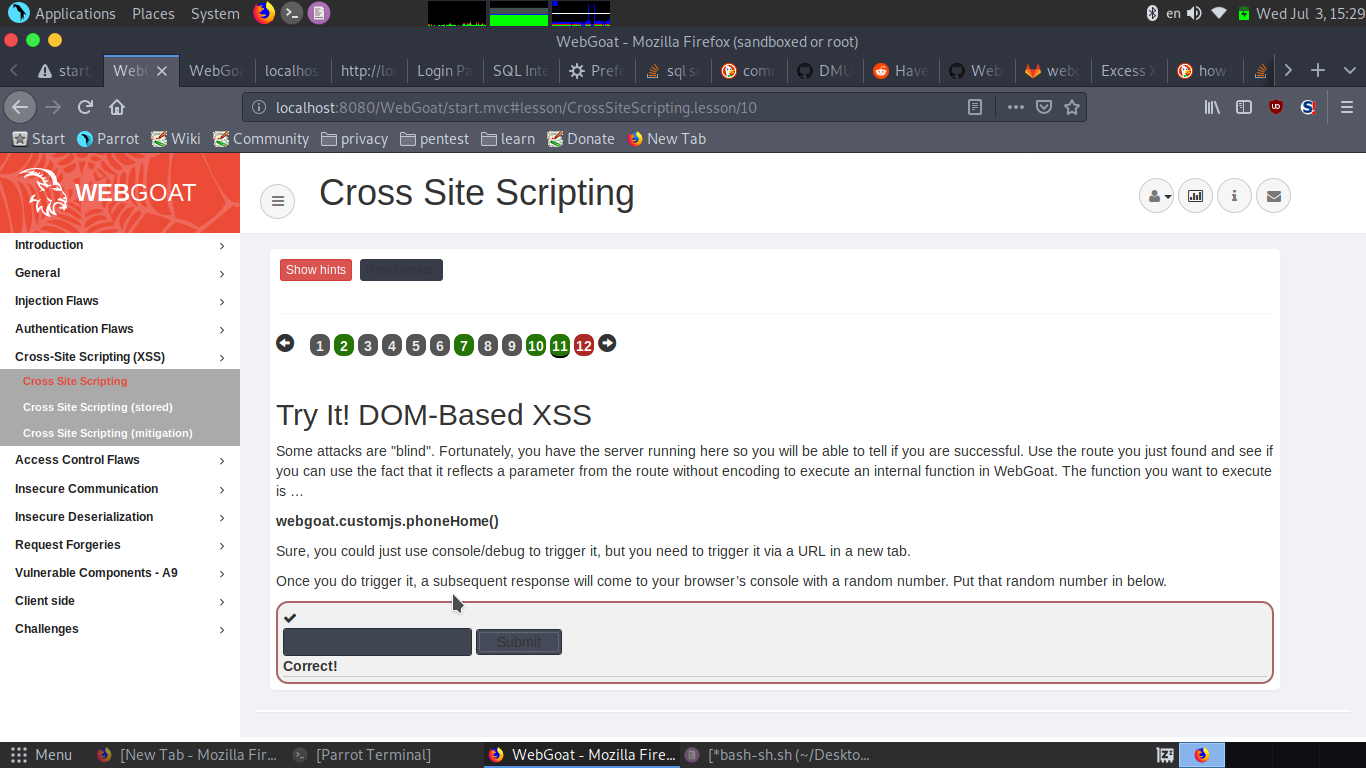 Applications Places System en Wed Jul 3, 15:29
WebGoat - Mozilla Firefox (sandboxed or root)
start WebG WebGoa localhos http://loc Login Pa SQL Inte Prefe sql se com DMU Have Web webg Excess X how
localhost:8080/WebGoat/start.mvc#lesson/CrossSiteScripting.lesson/10
Start Parrot Wiki Community privacy pentest learn Donate New Tab
WEBGOAT
Cross Site Scripting
Introduction
General
Injection Flaws
Authentication Flaws
Cross-Site Scripting (XSS)
Cross Site Scripting
Cross Site Scripting (stored)
Cross Site Scripting (mitigation)
Access Control Flaws
Insecure Communication
Insecure Deserialization
Request Forgeries
Vulnerable Components - A9
Client side
Challenges
Show hints Reset lesson
1 2 3 4 5 6 7 8 9 10 11 12
Try It! DOM-Based XSS
Some attacks are "blind". Fortunately, you have the server running here so you will be able to tell if you are successful. Use the route you just found and see if
you can use the fact that it reflects a parameter from the route without encoding to execute an internal function in WebGoat. The function you want to execute
is …
webgoat.customjs.phoneHome()
Sure, you could just use console/debug to trigger it, but you need to trigger it via a URL in a new tab.
Once you do trigger it, a subsequent response will come to your browser’s console with a random number. Put that random number in below.
Submit
Correct!
Menu [New Tab - Mozilla Fir... [Parrot Terminal] WebGoat - Mozilla Fire... [*bash-sh.sh (~/Deskto...